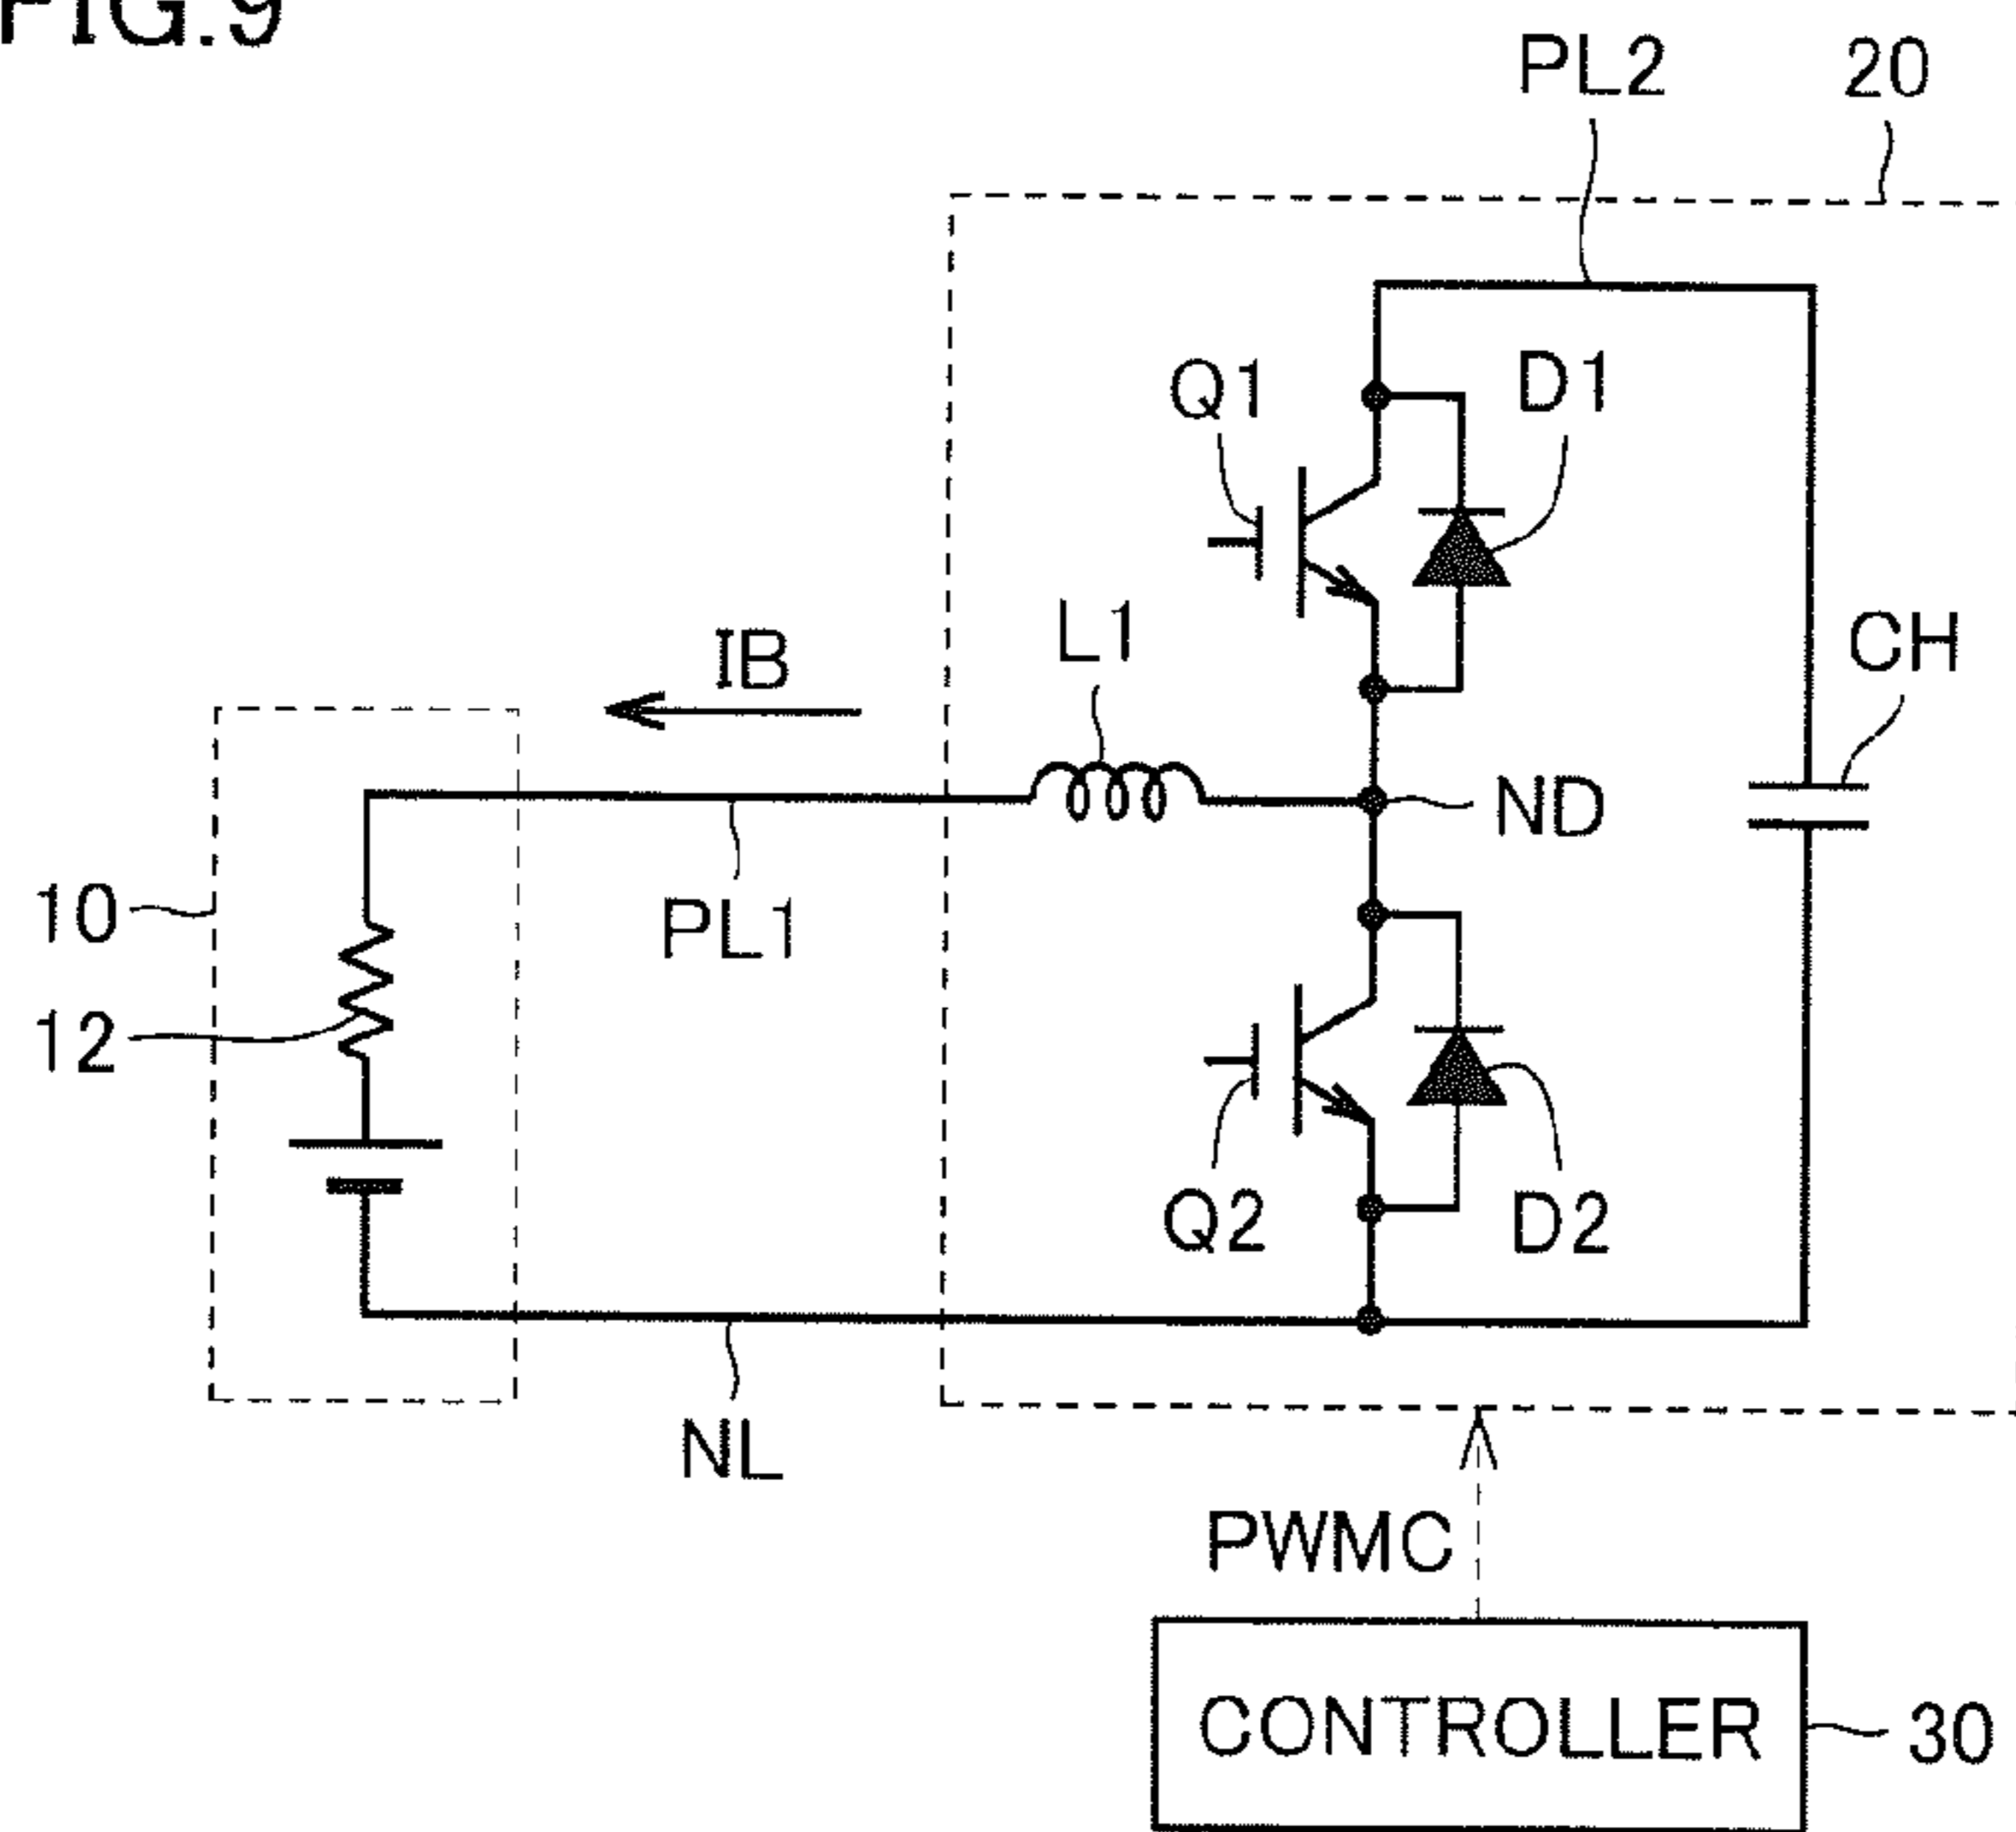 FIG.9
PL2
20
Q1
D1
IB
L1
CH
ND
10
PL1
12
Q2
D2
NL
PWMC
CONTROLLER
30